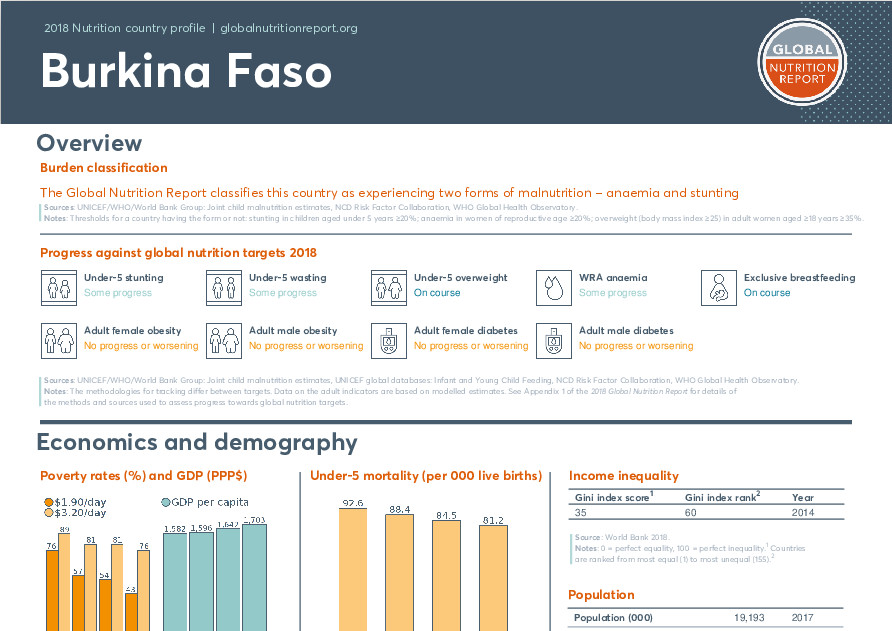 2018 Nutrition country profile | globalnutritionreport.org
Burkina Faso
GLOBAL
NUTRITION
REPORT
Overview
Burden classification
The Global Nutrition Report classifies this country as experiencing two forms of malnutrition – anaemia and stunting
Sources: UNICEF/WHO/World Bank Group: Joint child malnutrition estimates, NCD Risk Factor Collaboration, WHO Global Health Observatory.
Notes: Thresholds for a country having the form or not: stunting in children aged under 5 years ≥20%; anaemia in women of reproductive age ≥20%; overweight (body mass index ≥25) in adult women aged ≥18 years ≥35%.
Progress against global nutrition targets 2018
Under-5 stunting
Some progress
Under-5 wasting
Some progress
Under-5 overweight
On course
WRA anaemia
Some progress
Exclusive breastfeeding
On course
Adult female obesity
No progress or worsening
Adult male obesity
No progress or worsening
Adult female diabetes
No progress or worsening
Adult male diabetes
No progress or worsening
Sources: UNICEF/WHO/World Bank Group: Joint child malnutrition estimates, UNICEF global databases: Infant and Young Child Feeding, NCD Risk Factor Collaboration, WHO Global Health Observatory.
Notes: The methodologies for tracking differ between targets. Data on the adult indicators are based on modelled estimates. See Appendix 1 of the 2018 Global Nutrition Report for details of
the methods and sources used to assess progress towards global nutrition targets.
Economics and demography
Poverty rates (%) and GDP (PPP$)
$1.90/day
$3.20/day
GDP per capita
76 89 57 81 54 81 43 76
1,582 1,596 1,642 1,703
Under-5 mortality (per 000 live births)
92.6 88.4 84.5 81.2
Income inequality
Gini index score1 Gini index rank2 Year
35 60 2014
Source: World Bank 2018.
Notes: 0 = perfect equality, 100 = perfect inequality.1 Countries
are ranked from most equal (1) to most unequal (155).2
Population
Population (000) 19,193 2017